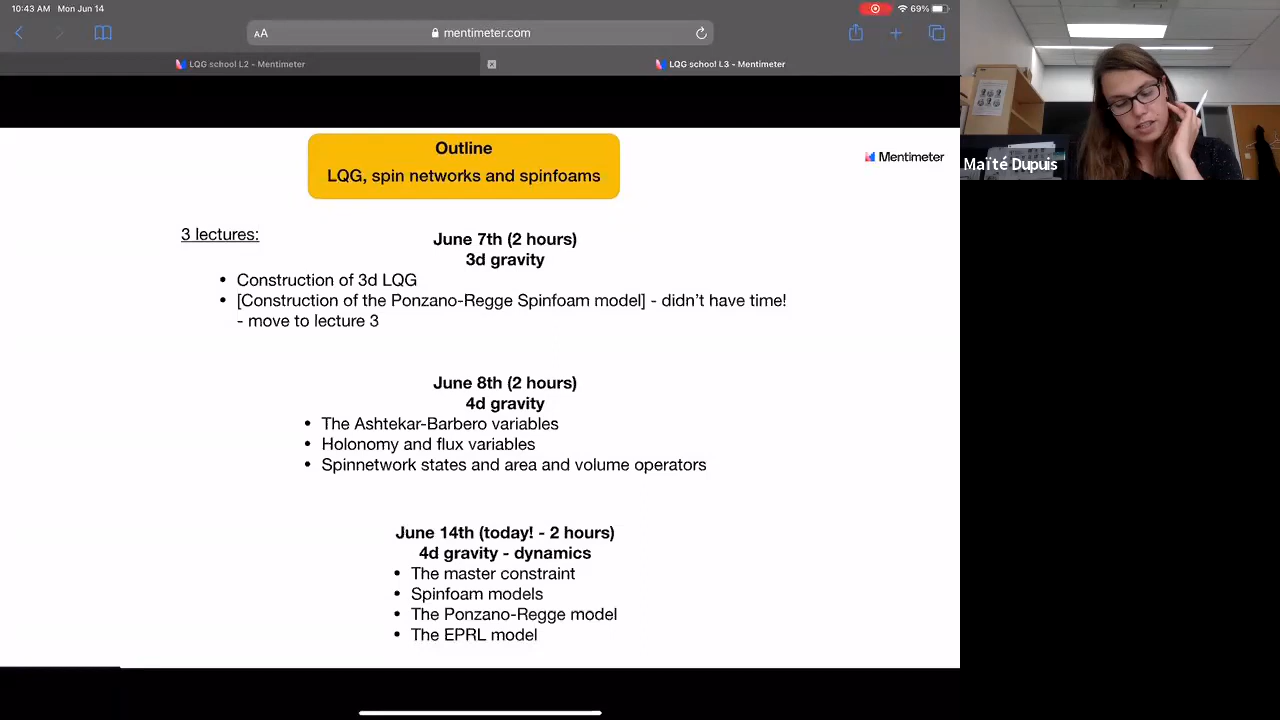 10:43 AM Mon Jun 14
69%
AA
mentimeter.com
LQG school L2 - Mentimeter
LQG school L3 - Mentimeter
Outline
LQG, spin networks and spinfoams
Mentimeter
Maïté Dupuis
3 lectures:
June 7th (2 hours)
3d gravity
• Construction of 3d LQG
• [Construction of the Ponzano-Regge Spinfoam model] - didn’t have time!
- move to lecture 3
June 8th (2 hours)
4d gravity
• The Ashtekar-Barbero variables
• Holonomy and flux variables
• Spinnetwork states and area and volume operators
June 14th (today! - 2 hours)
4d gravity - dynamics
• The master constraint
• Spinfoam models
• The Ponzano-Regge model
• The EPRL model